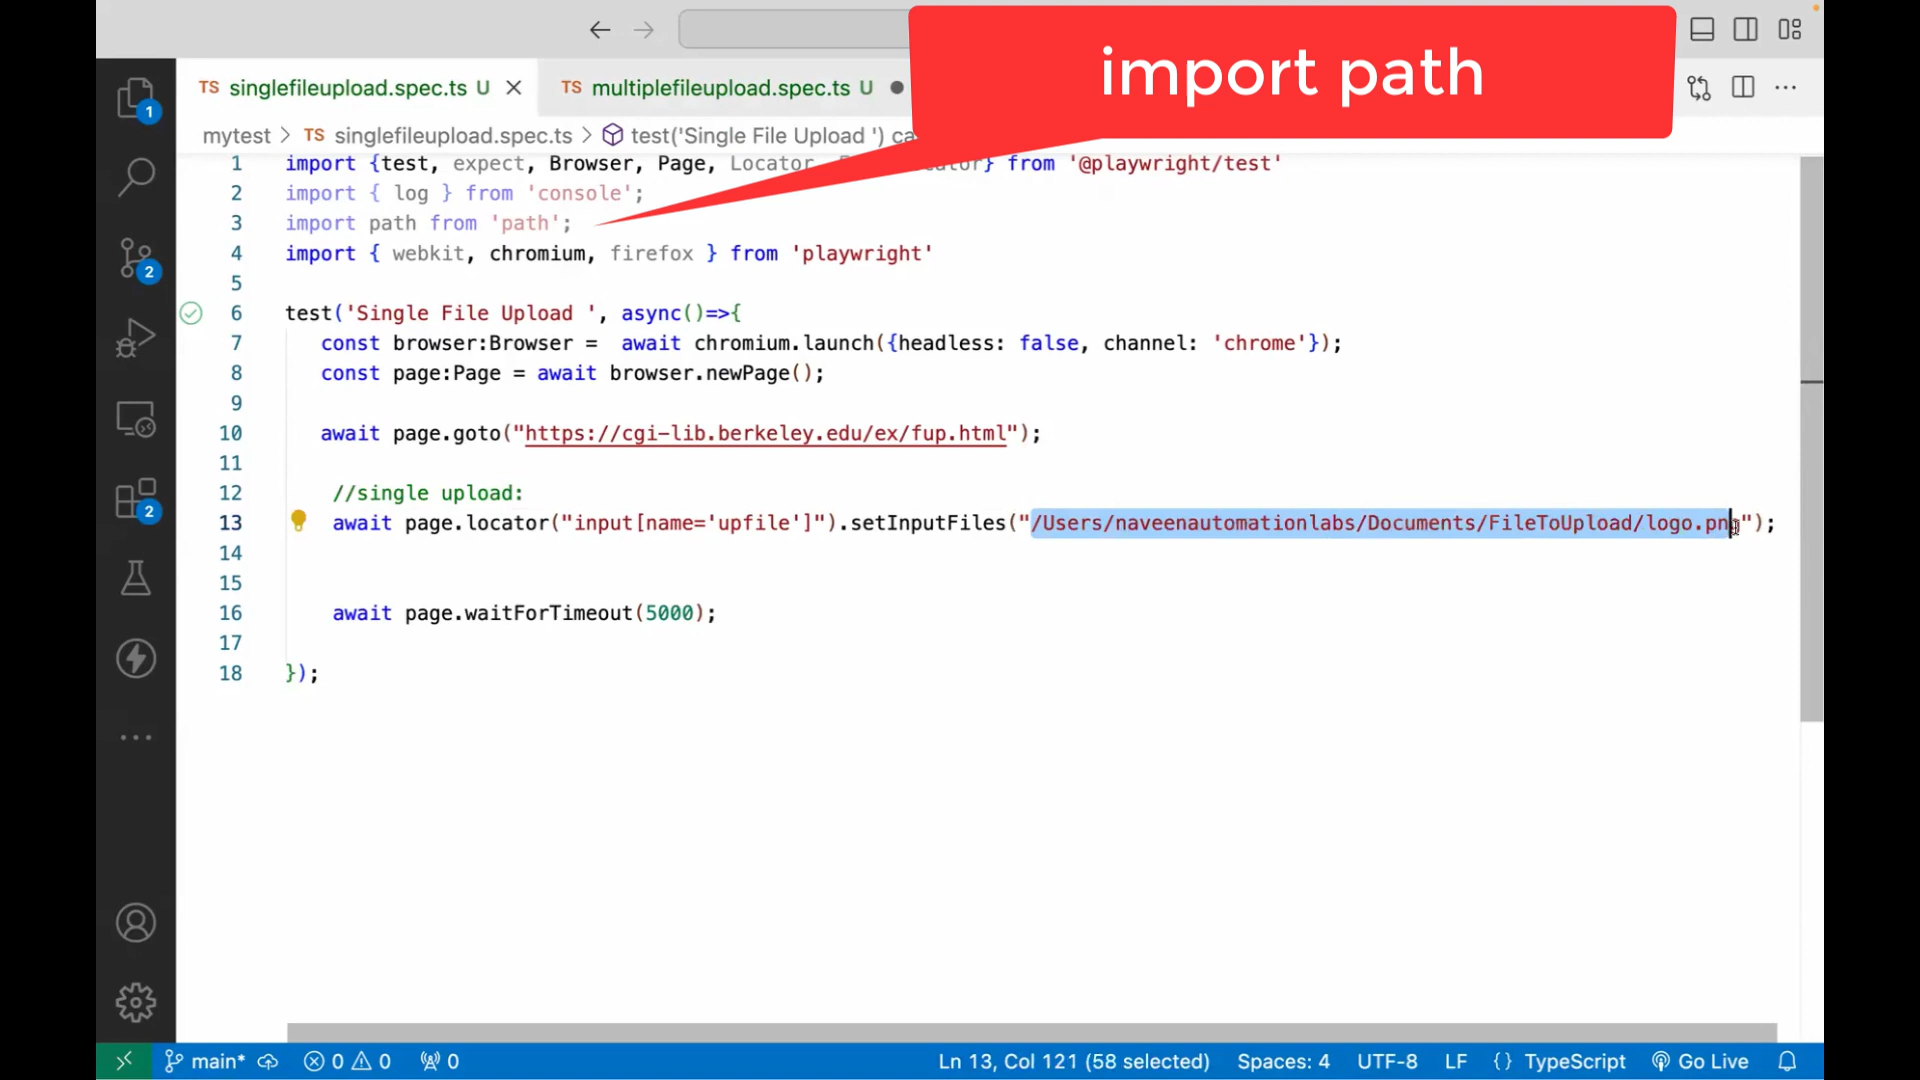 import path
TS singlefileupload.spec.ts U
TS multiplefileupload.spec.ts U
mytest > TS singlefileupload.spec.ts > test('Single File Upload ') ca
1 import {test, expect, Browser, Page, Locator, } from '@playwright/test'
2 import { log } from 'console';
3 import path from 'path';
4 import { webkit, chromium, firefox } from 'playwright'
5
6 test('Single File Upload ', async()=>{
7 const browser:Browser = await chromium.launch({headless: false, channel: 'chrome'});
8 const page:Page = await browser.newPage();
9
10 await page.goto("https://cgi-lib.berkeley.edu/ex/fup.html");
11
12 //single upload:
13 await page.locator("input[name='upfile']").setInputFiles("/Users/naveenautomationlabs/Documents/FileToUpload/logo.png");
14
15
16 await page.waitForTimeout(5000);
17
18 });
1
2
2
main* 0 0 0 Ln 13, Col 121 (58 selected) Spaces: 4 UTF-8 LF {} TypeScript Go Live